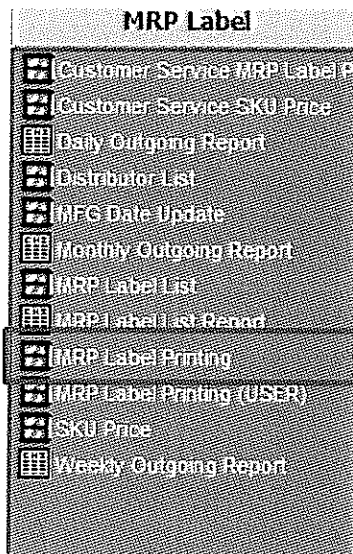 MRP Label
Customer Service MRP Label P
Customer Service SKU Price
Daily Outgoing Report
Distributor List
MFG Date Update
Monthly Outgoing Report
MRP Label List
MRP Label List Report
MRP Label Printing
MRP Label Printing (USER)
SKU Price
Weekly Outgoing Report